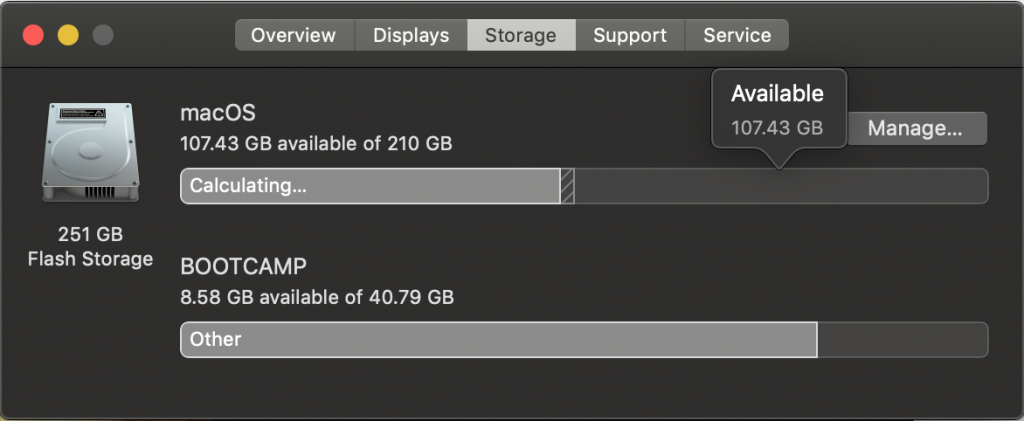 Overview Displays Storage Support Service
Available
107.43 GB
Manage...
macOS
107.43 GB available of 210 GB
Calculating...
251 GB
Flash Storage
BOOTCAMP
8.58 GB available of 40.79 GB
Other